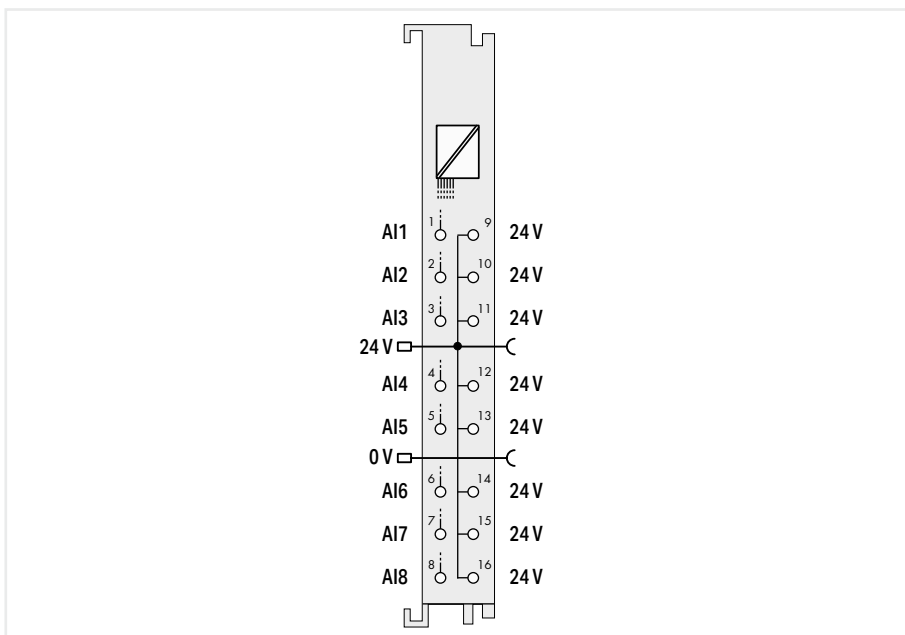 AI1 1 9 24 V
AI2 2 10 24 V
AI3 3 11 24 V
24 V
AI4 4 12 24 V
AI5 5 13 24 V
0 V
AI6 6 14 24 V
AI7 7 15 24 V
AI8 8 16 24 V